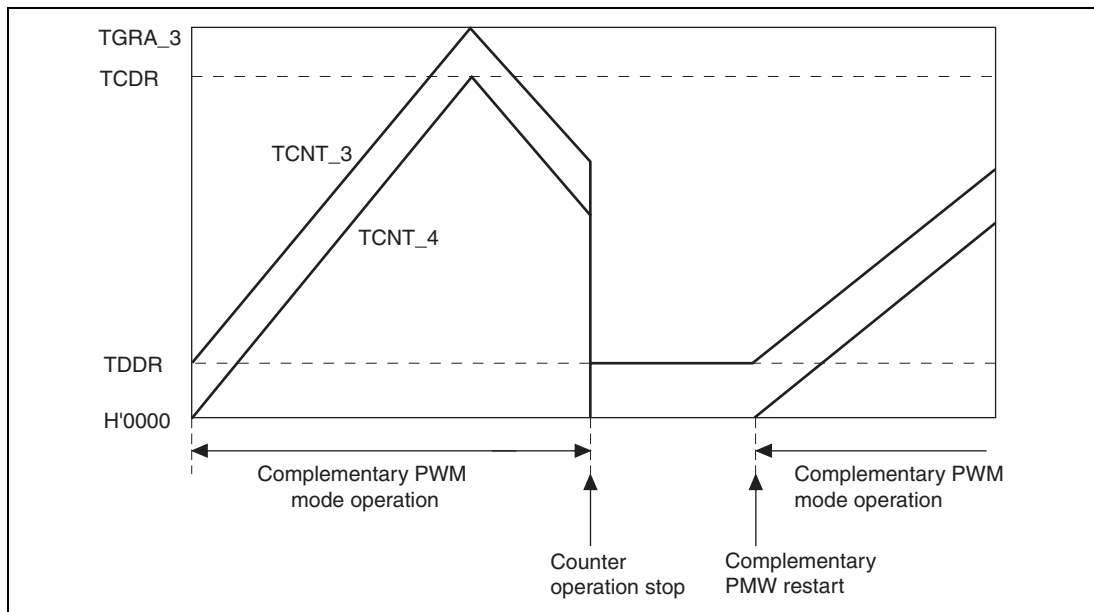 TGRA_3
TCDR
TCNT_3
TCNT_4
TDDR
H'0000
Complementary PWM
mode operation
Complementary PWM
mode operation
Counter
operation stop
Complementary
PMW restart